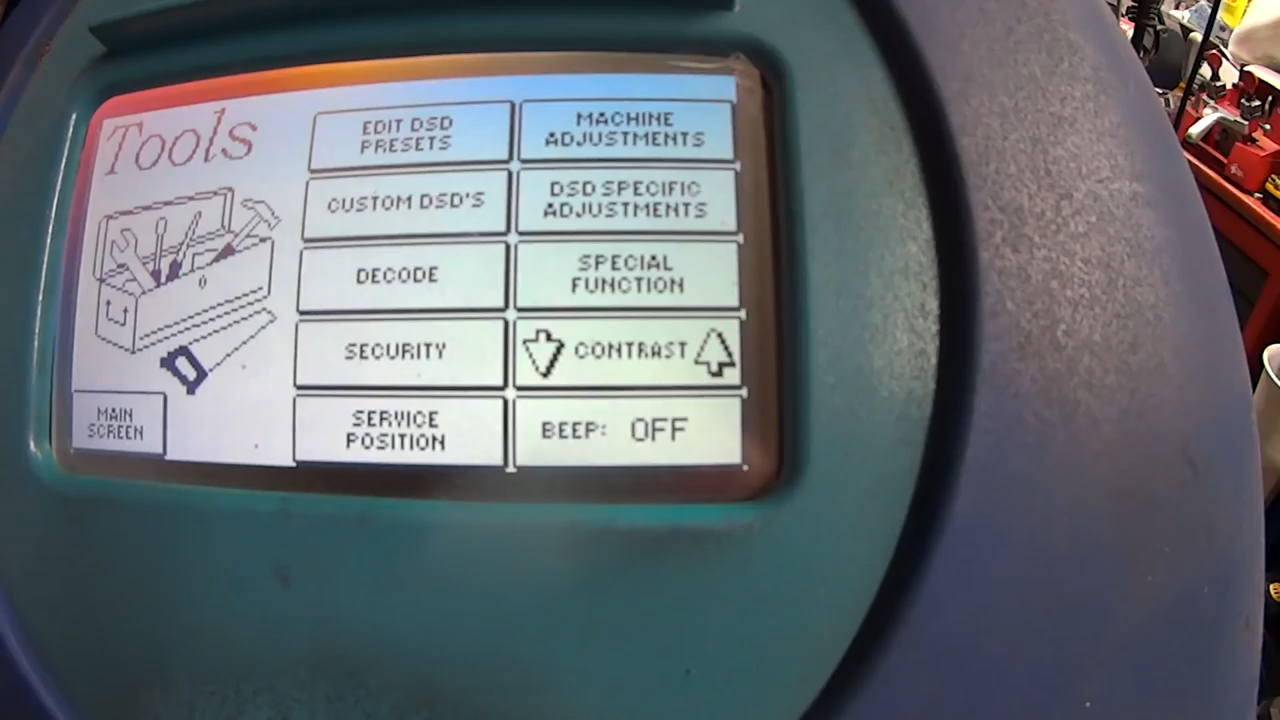 Tools
EDIT DSD
PRESETS
MACHINE
ADJUSTMENTS
CUSTOM DSD'S
DSD SPECIFIC
ADJUSTMENTS
DECODE
SPECIAL
FUNCTION
SECURITY
CONTRAST
MAIN
SCREEN
SERVICE
POSITION
BEEP: OFF